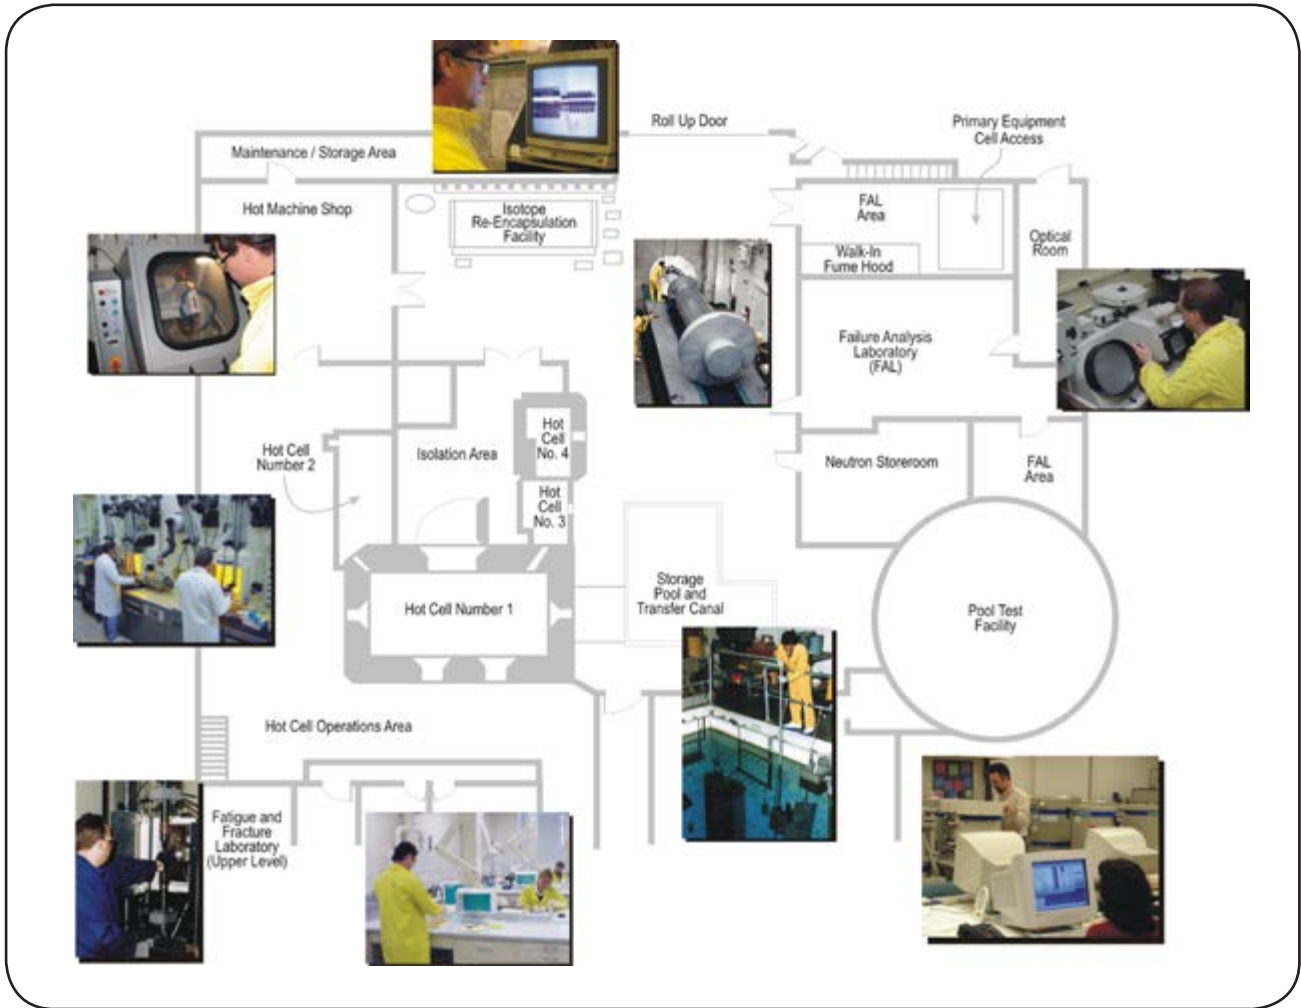 Roll Up Door
Primary Equipment
Cell Access
Maintenance / Storage Area
Hot Machine Shop
Isotope
Re-Encapsulation
Facility
FAL
Area
Optical
Room
Walk-In
Fume Hood
Failure Analysis
Laboratory
(FAL)
Hot Cell
Number 2
Isolation Area
Hot
Cell
No. 4
Hot
Cell
No. 3
Neutron Storeroom
FAL
Area
Hot Cell Number 1
Storage
Pool and
Transfer Canal
Pool Test
Facility
Hot Cell Operations Area
Fatigue and
Fracture
Laboratory
(Upper Level)